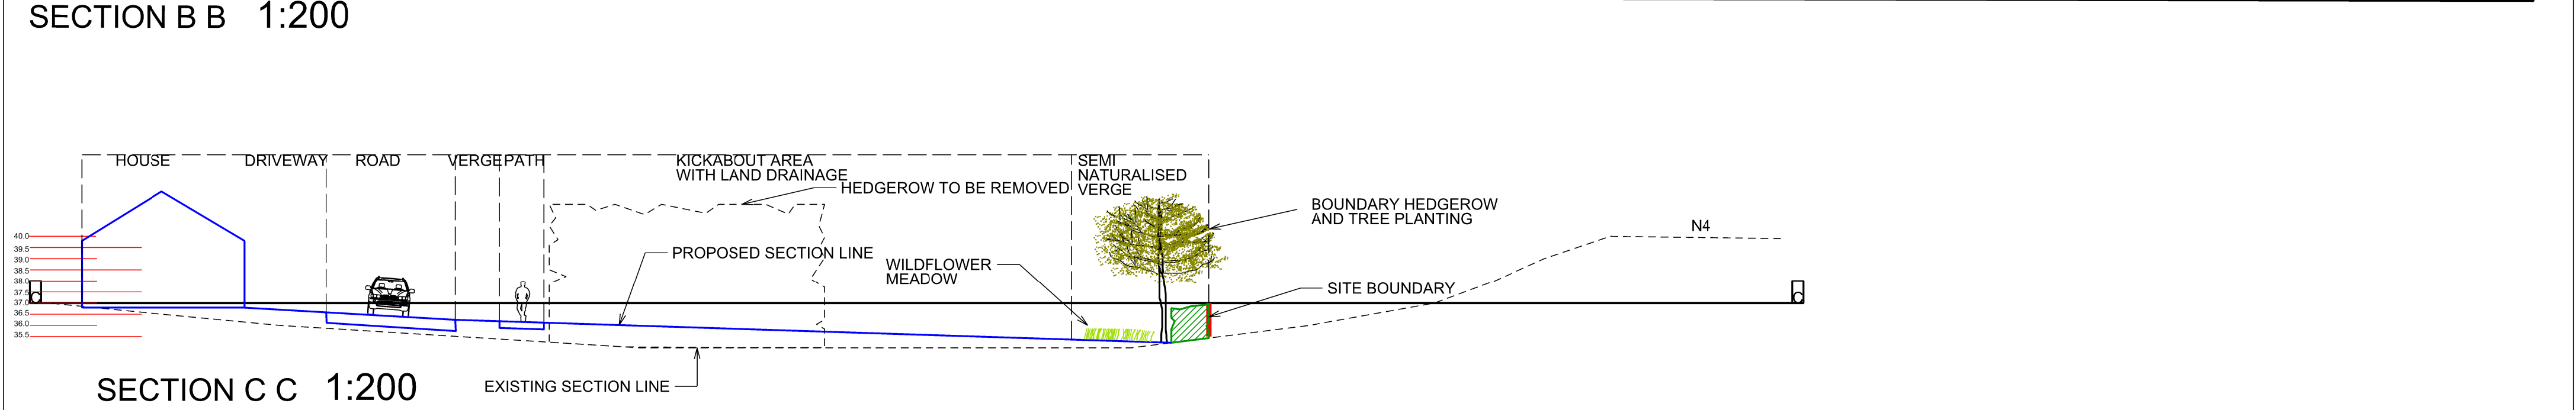 SECTION B B 1:200
HOUSE DRIVEWAY ROAD VERGE PATH
KICKABOUT AREA
WITH LAND DRAINAGE
SEMI
NATURALISED
VERGE
HEDGEROW TO BE REMOVED
BOUNDARY HEDGEROW
AND TREE PLANTING
N4
PROPOSED SECTION LINE
WILDFLOWER
MEADOW
SITE BOUNDARY
40.0
39.5
39.0
38.5
38.0
37.5
37.0
36.5
36.0
35.5
EXISTING SECTION LINE
SECTION C C 1:200